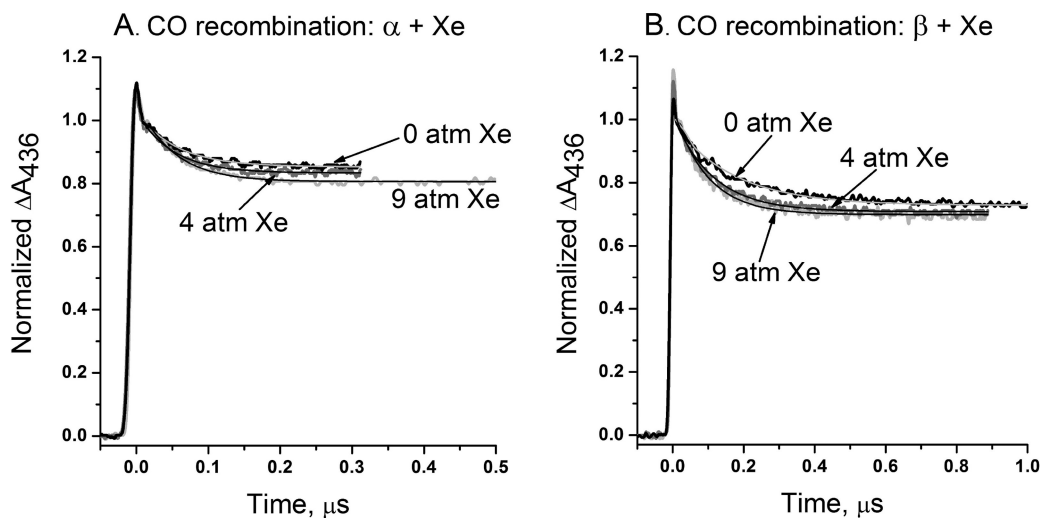 A. CO recombination: α + Xe
1.2
1.0
0.8
0.6
0.4
0.2
0.0
Normalized ΔA436
0 atm Xe
4 atm Xe
9 atm Xe
0.0 0.1 0.2 0.3 0.4 0.5
Time, μs
B. CO recombination: β + Xe
1.2
1.0
0.8
0.6
0.4
0.2
0.0
Normalized ΔA436
0 atm Xe
4 atm Xe
9 atm Xe
0.0 0.2 0.4 0.6 0.8 1.0
Time, μs